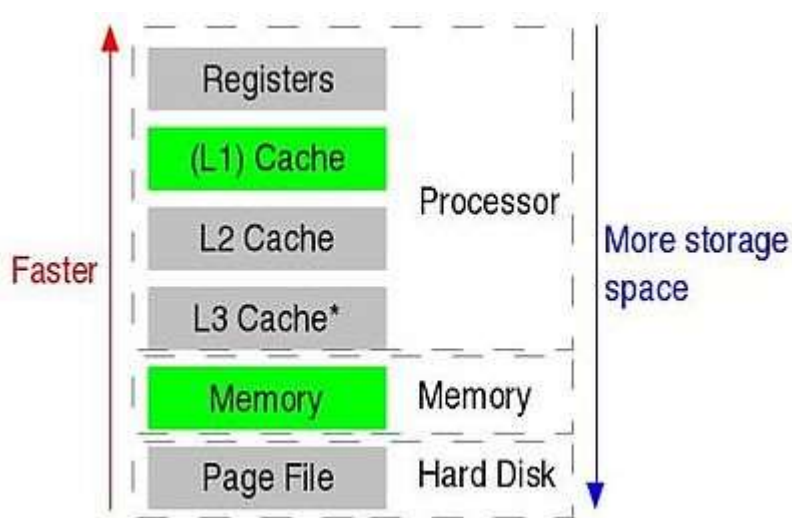 Registers
(L1) Cache
Processor
L2 Cache
More storage
space
Faster
L3 Cache*
Memory
Memory
Page File
Hard Disk